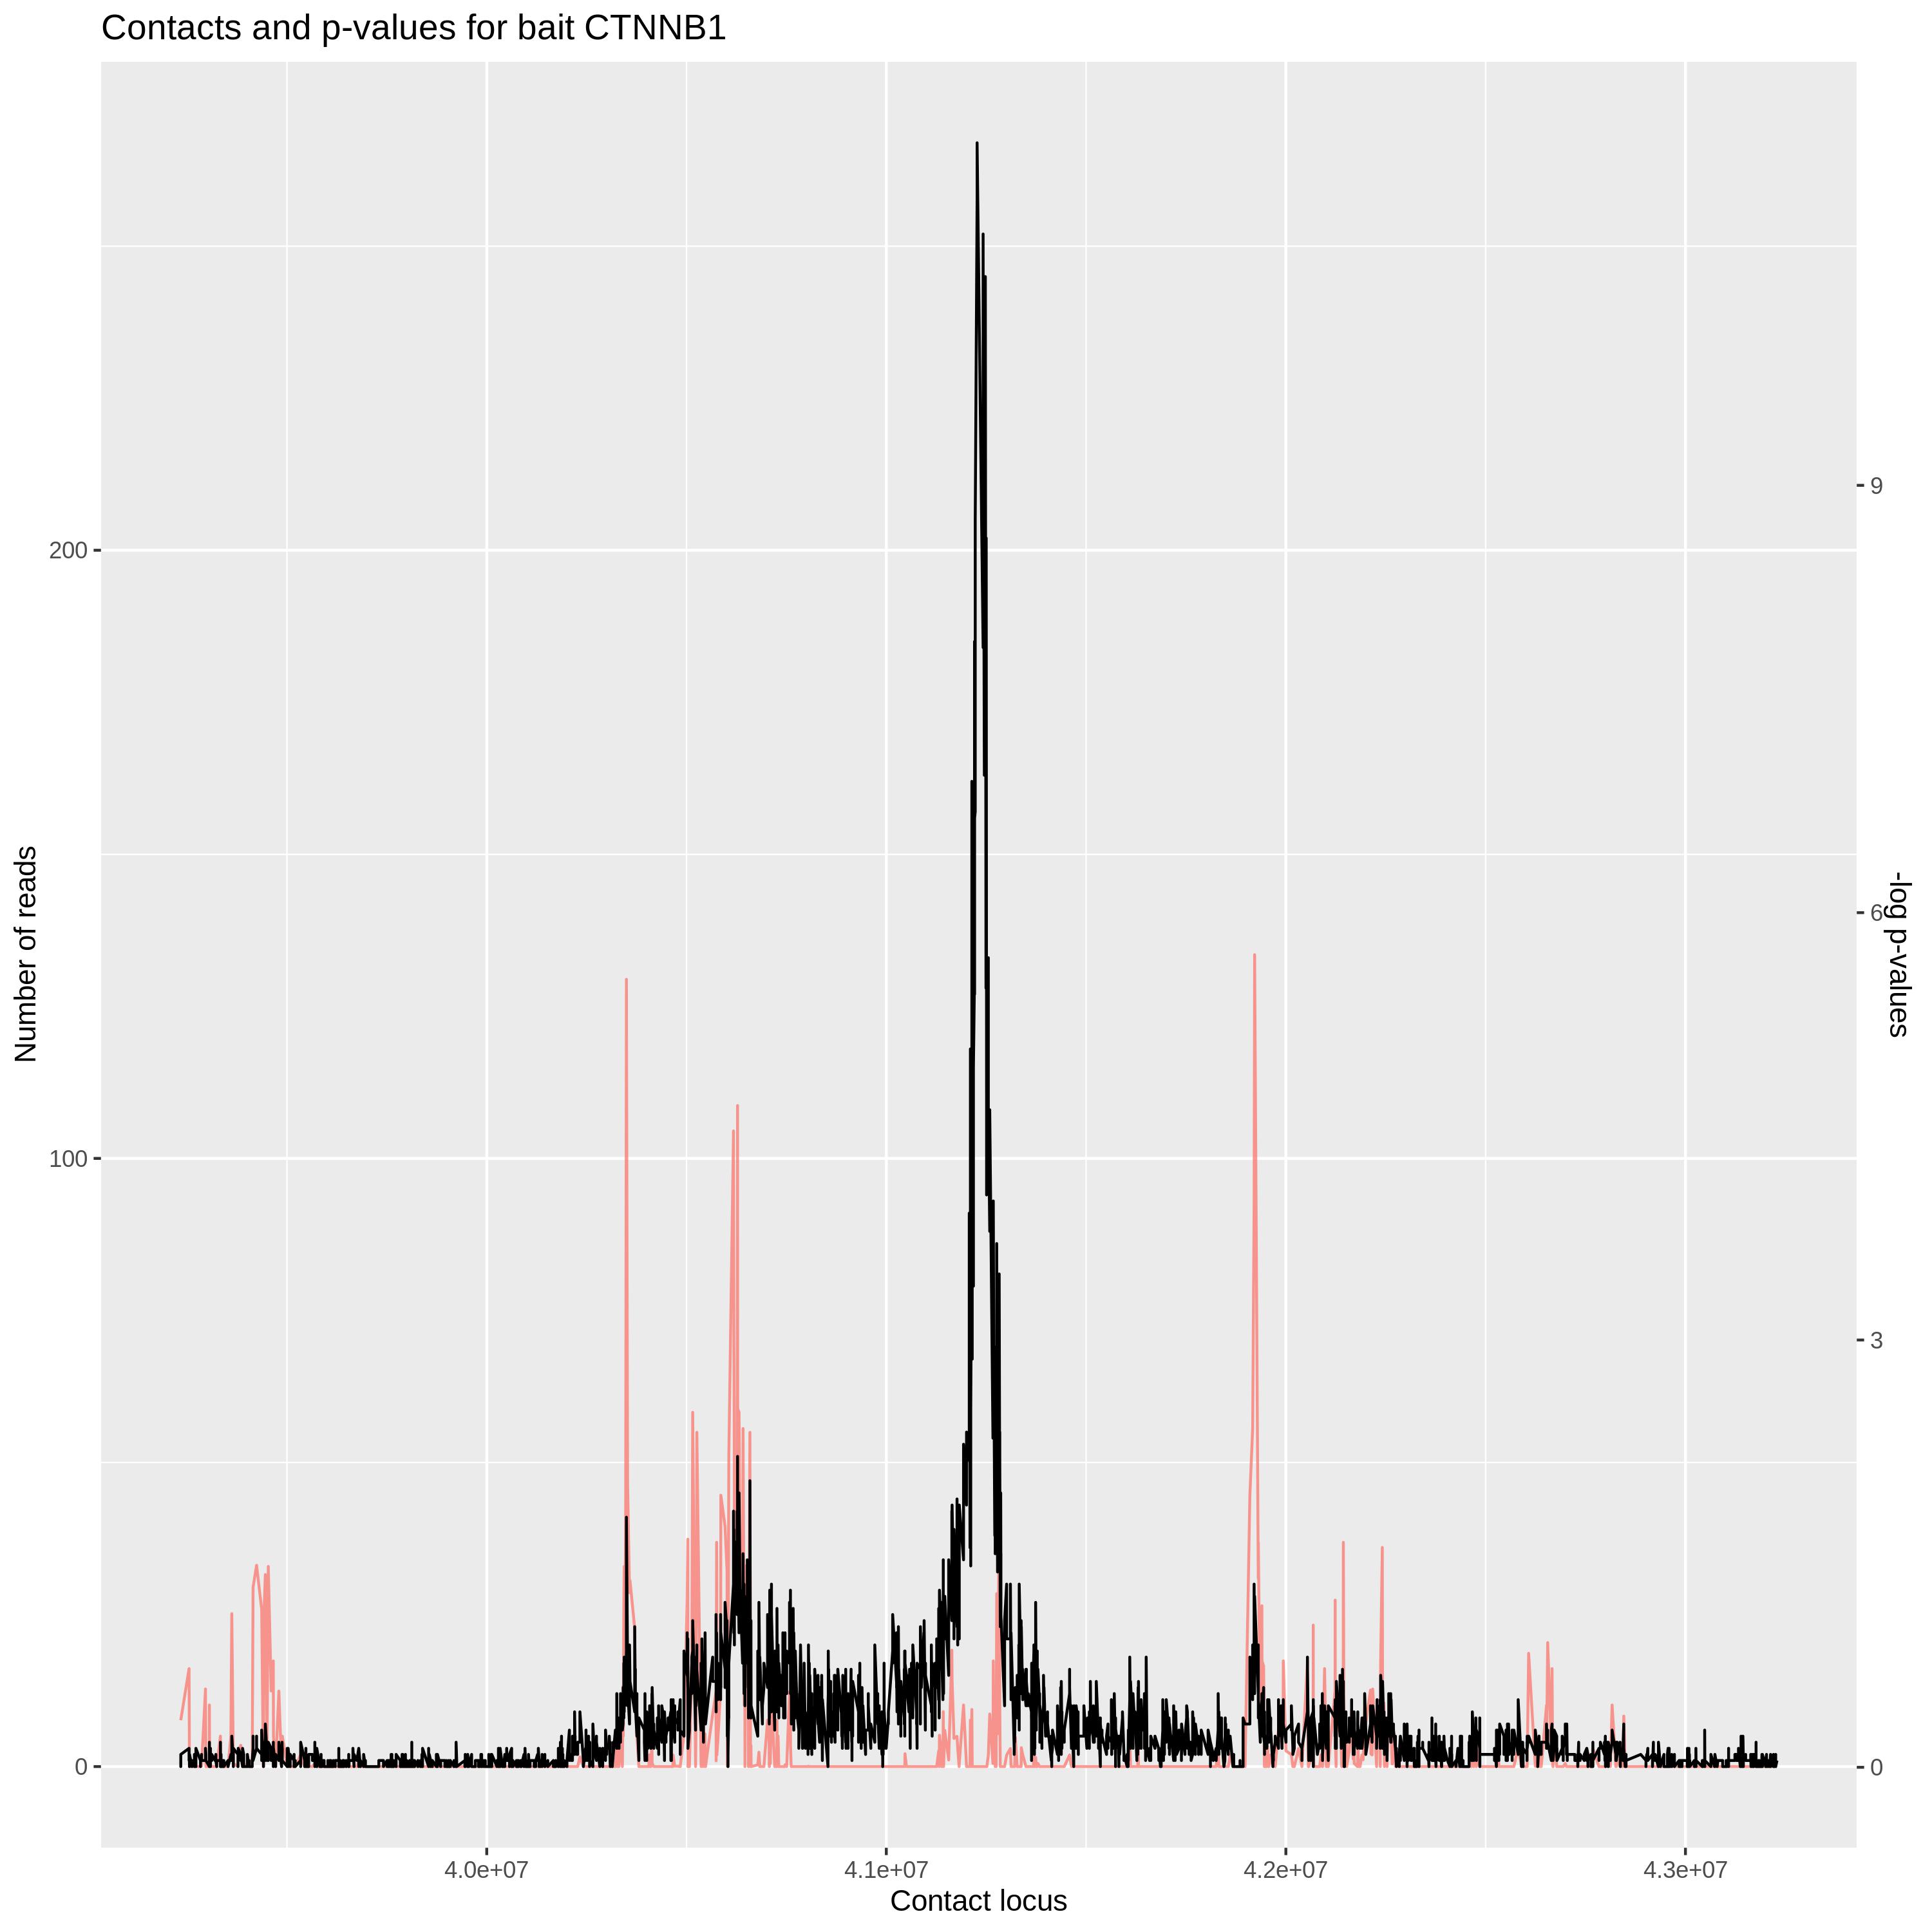 Contacts and p-values for bait CTNNB1
Number of reads
200
100
0
9
6
3
0
-log p-values
4.0e+07
4.1e+07
4.2e+07
4.3e+07
Contact locus